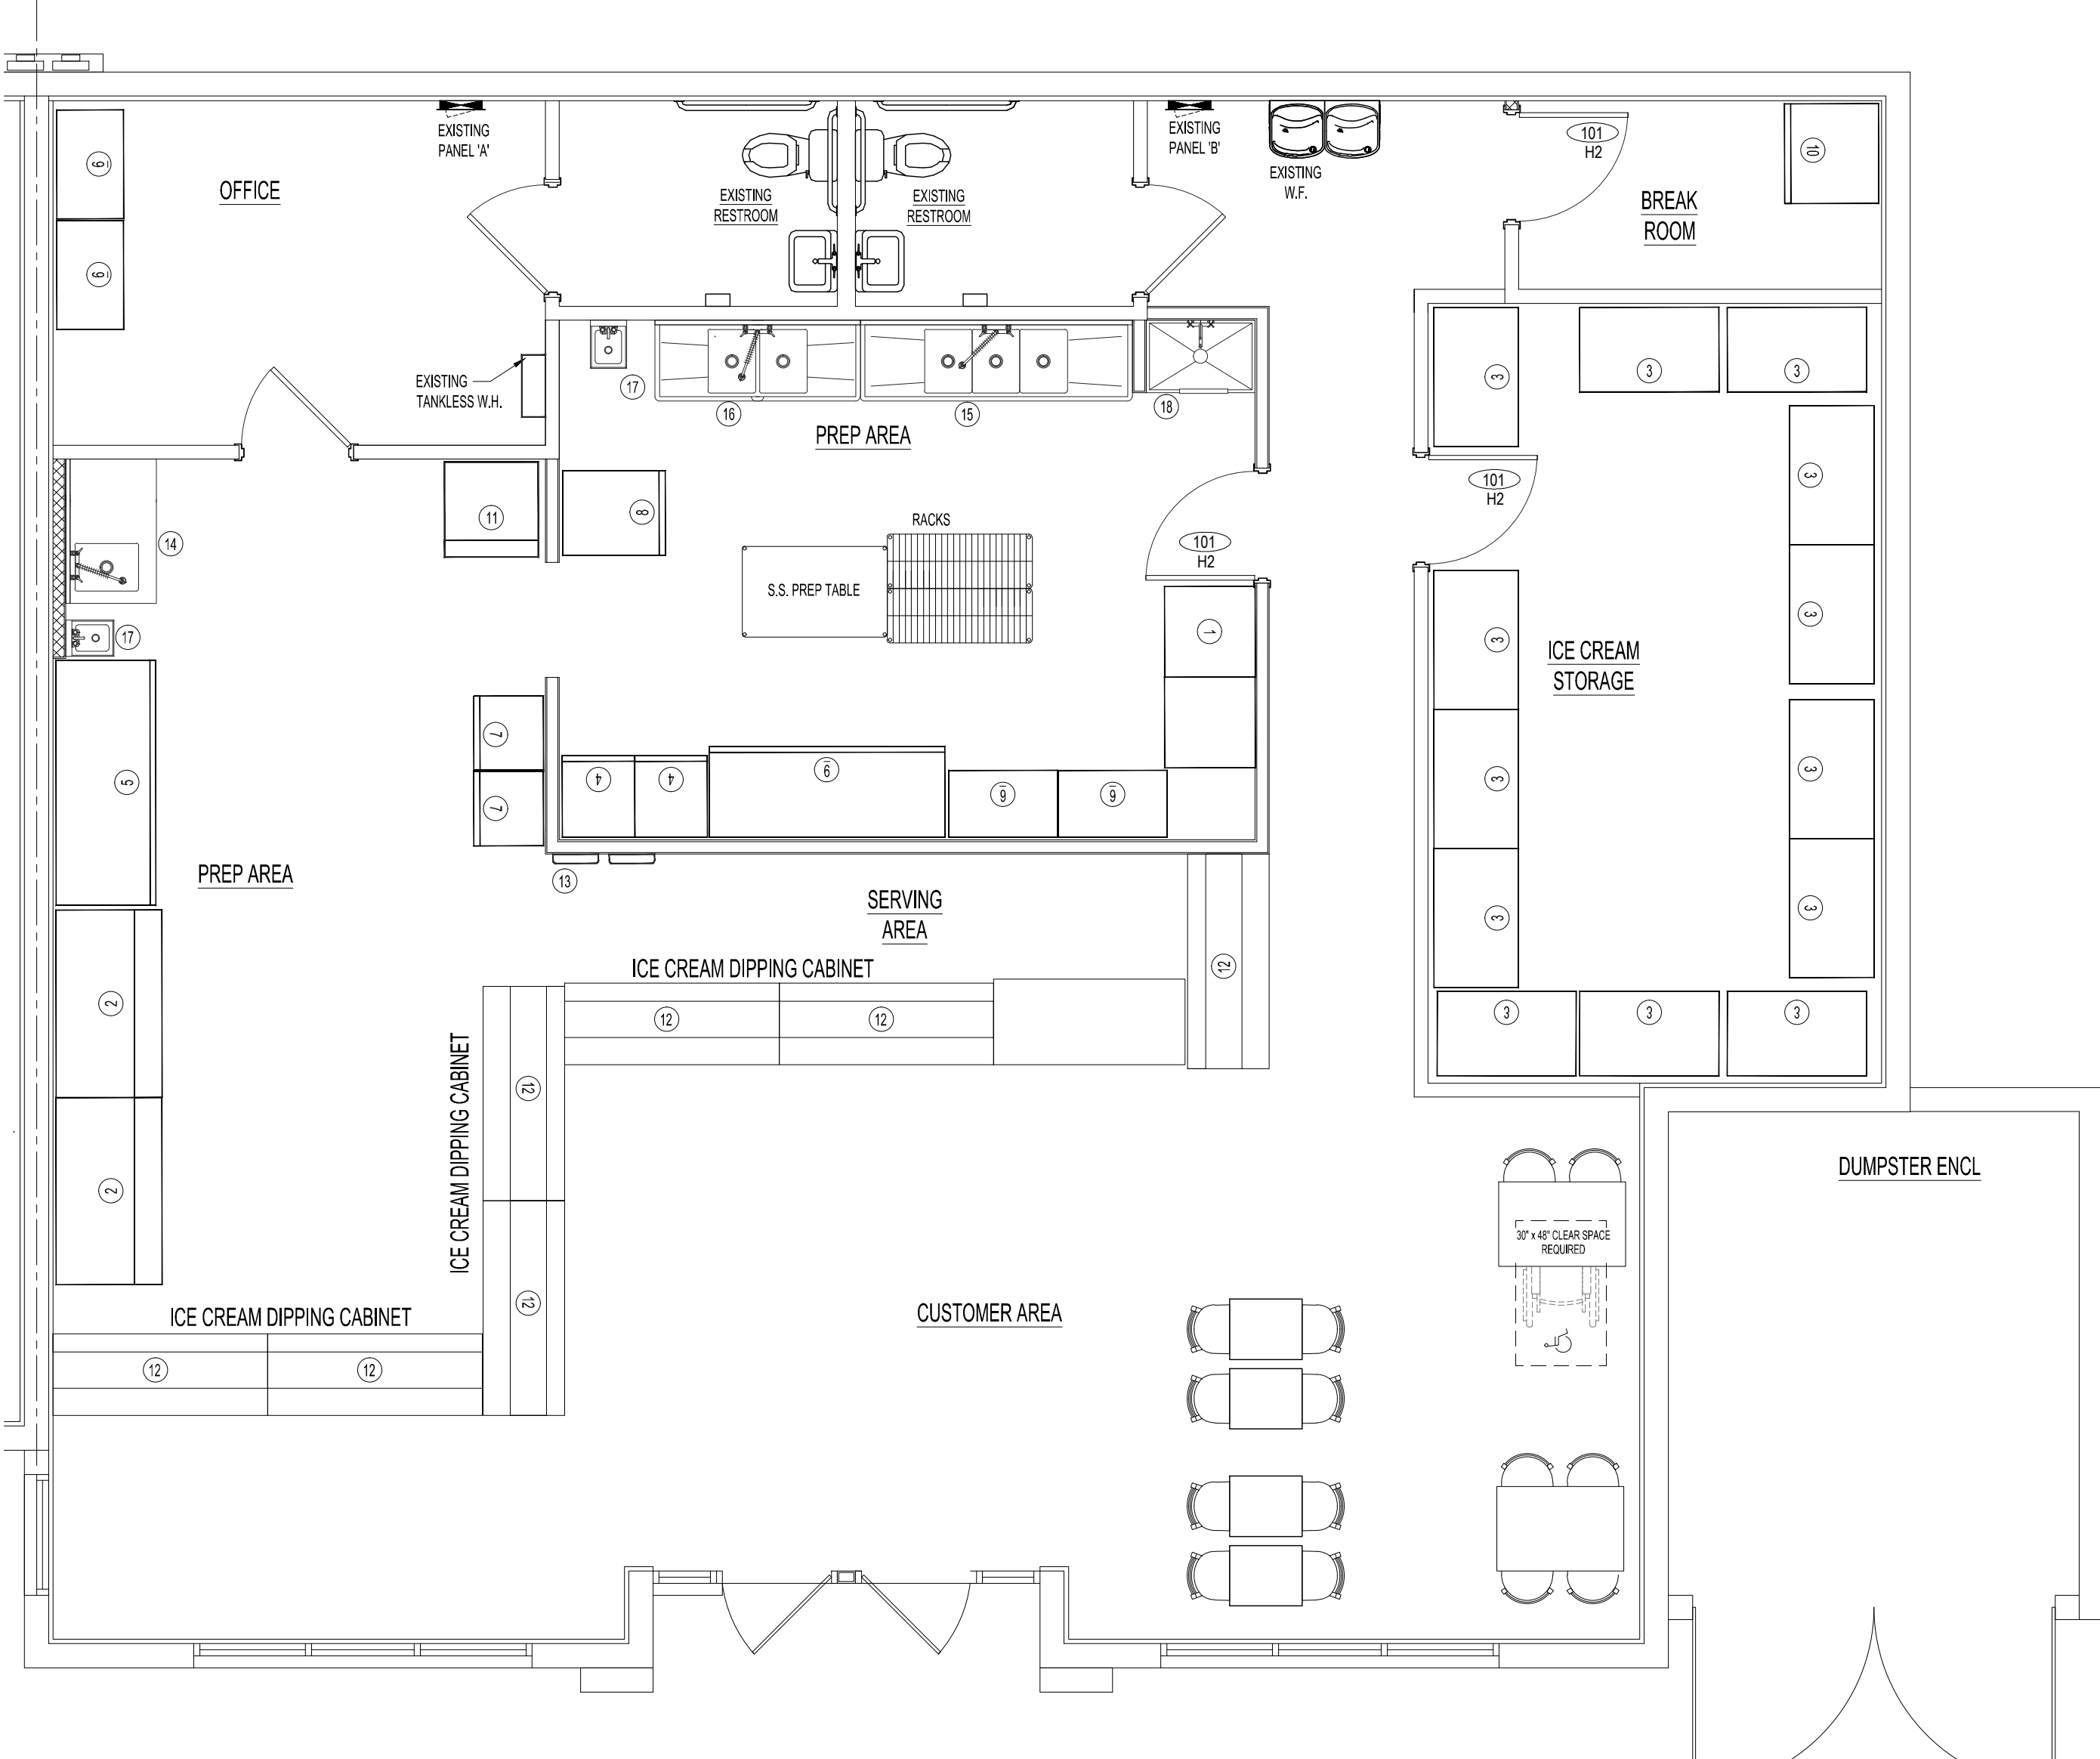 EXISTING
PANEL 'A'
OFFICE
9
9
EXISTING
RESTROOM
EXISTING
RESTROOM
EXISTING
PANEL 'B'
EXISTING
W.F.
101
H2
BREAK
ROOM
10
EXISTING
TANKLESS W.H.
17
16
15
18
PREP AREA
3
3
3
14
11
8
RACKS
S.S. PREP TABLE
101
H2
101
H2
3
17
1
3
3
ICE CREAM
STORAGE
7
7
5
4
4
6
9
9
3
3
3
3
PREP AREA
13
SERVING
AREA
ICE CREAM DIPPING CABINET
12
12
12
2
2
3
3
3
ICE CREAM DIPPING CABINET
12
12
DUMPSTER ENCL
30" x 48" CLEAR SPACE
REQUIRED
CUSTOMER AREA
ICE CREAM DIPPING CABINET
12
12